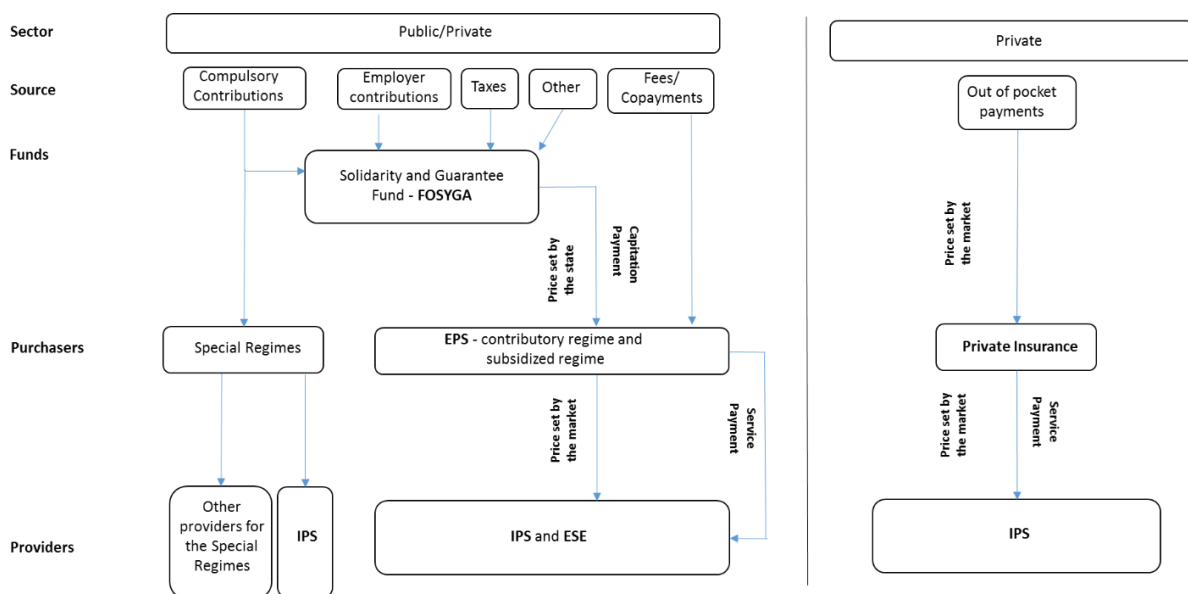 Sector
Public/Private
Private
Source
Compulsory
Contributions
Employer
contributions
Taxes
Other
Fees/
Copayments
Out of pocket
payments
Funds
Solidarity and Guarantee
Fund - FOSYGA
Price set by
the state
Capitation
Payment
Price set by
the market
Purchasers
Special Regimes
EPS - contributory regime and
subsidized regime
Private Insurance
Price set by
the market
Service
Payment
Price set by
the market
Service
Payment
Providers
Other
providers for
the Special
Regimes
IPS
IPS and ESE
IPS